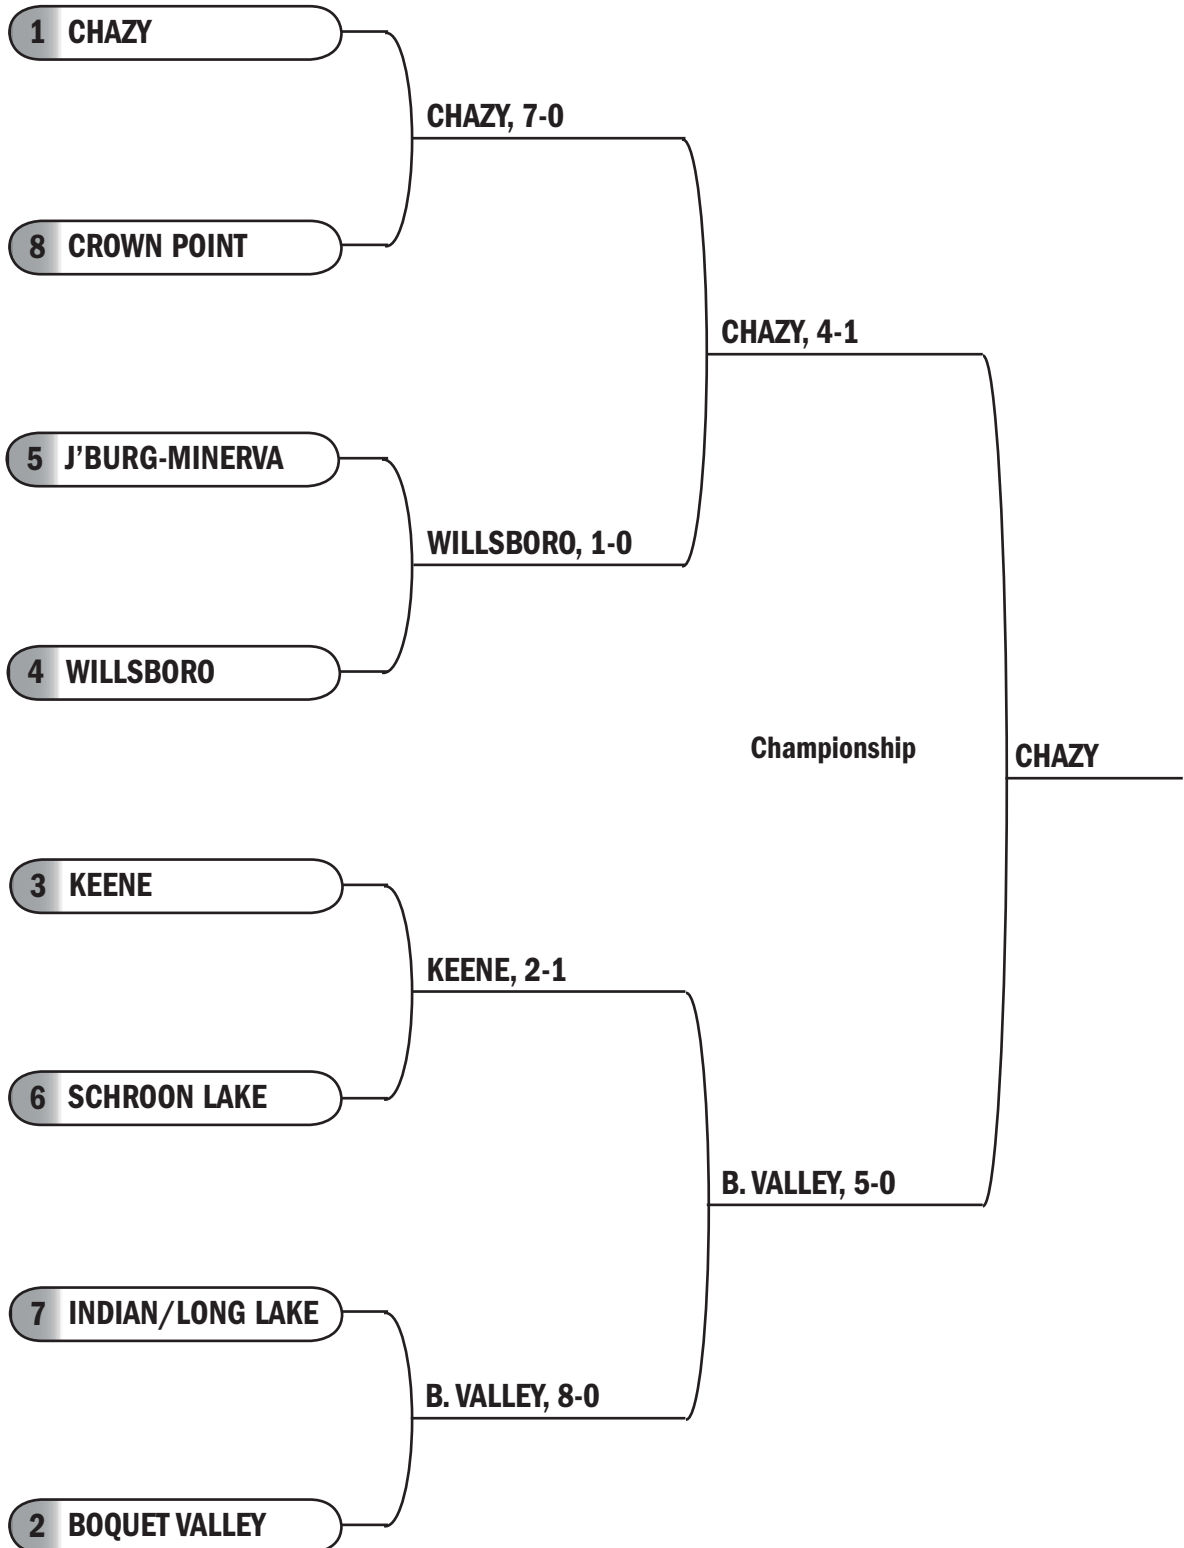 1 CHAZY
CHAZY, 7-0
8 CROWN POINT
CHAZY, 4-1
5 J’BURG-MINERVA
WILLSBORO, 1-0
4 WILLSBORO
Championship
CHAZY
3 KEENE
KEENE, 2-1
6 SCHROON LAKE
B. VALLEY, 5-0
7 INDIAN/LONG LAKE
B. VALLEY, 8-0
2 BOQUET VALLEY